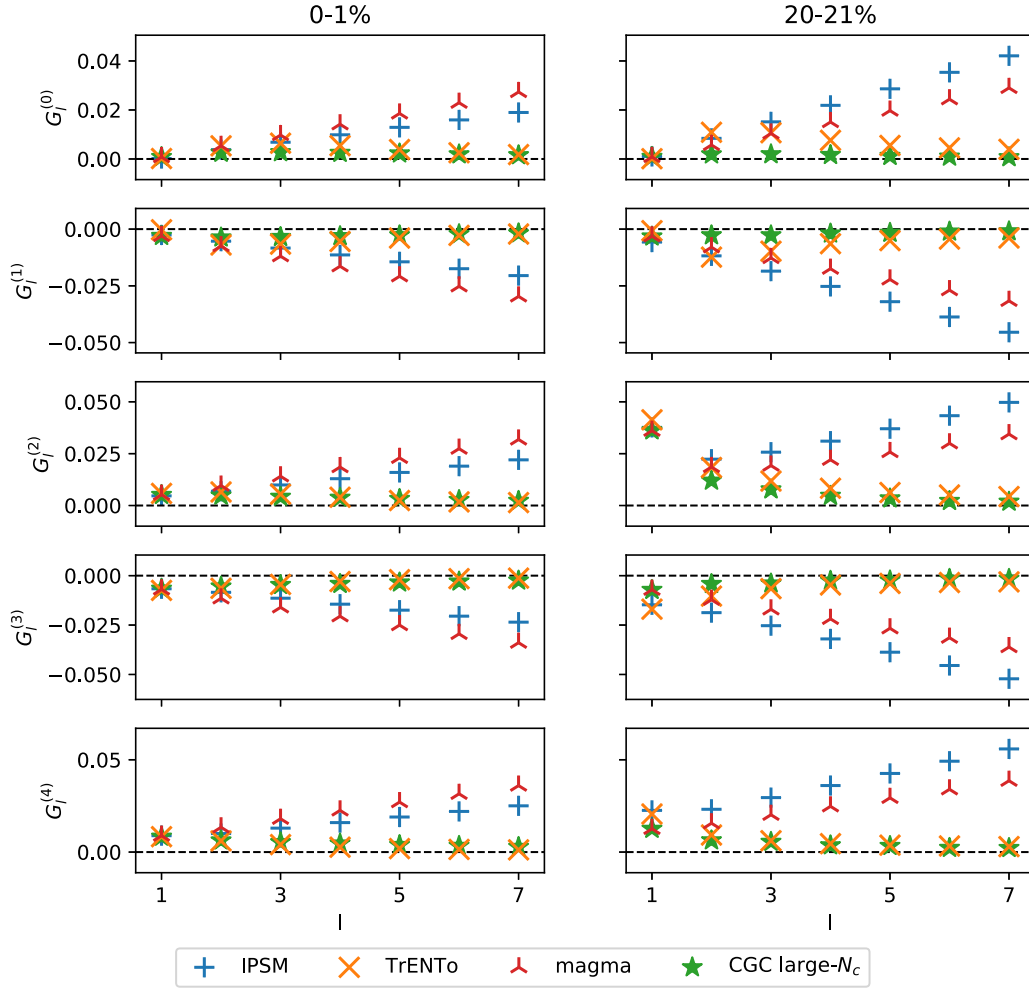 0-1%
20-21%
G_l^{(0)}
0.04
0.02
0.00
G_l^{(1)}
0.000
−0.025
−0.050
G_l^{(2)}
0.050
0.025
0.000
G_l^{(3)}
0.000
−0.025
−0.050
G_l^{(4)}
0.05
0.00
1 3 5 7
1 3 5 7
l
l
IPSM TrENTo magma CGC large-N_c